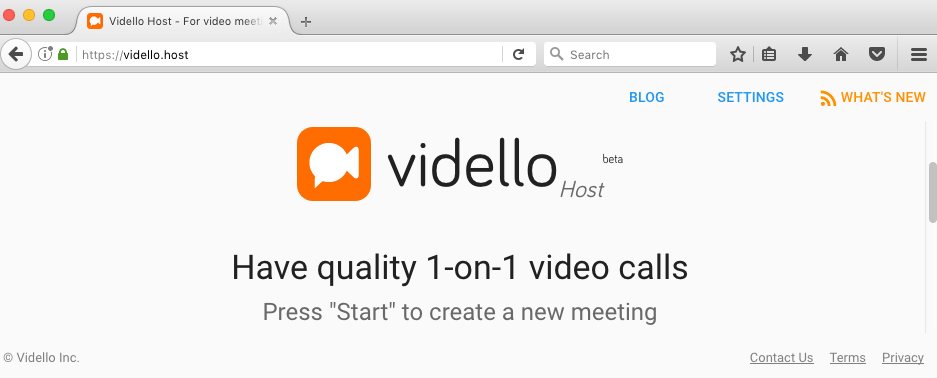 Vidello Host - For video meeti
https://vidello.host
Search
BLOG
SETTINGS
WHAT'S NEW
vidello
beta
Host
Have quality 1-on-1 video calls
Press "Start" to create a new meeting
© Vidello Inc.
Contact Us
Terms
Privacy